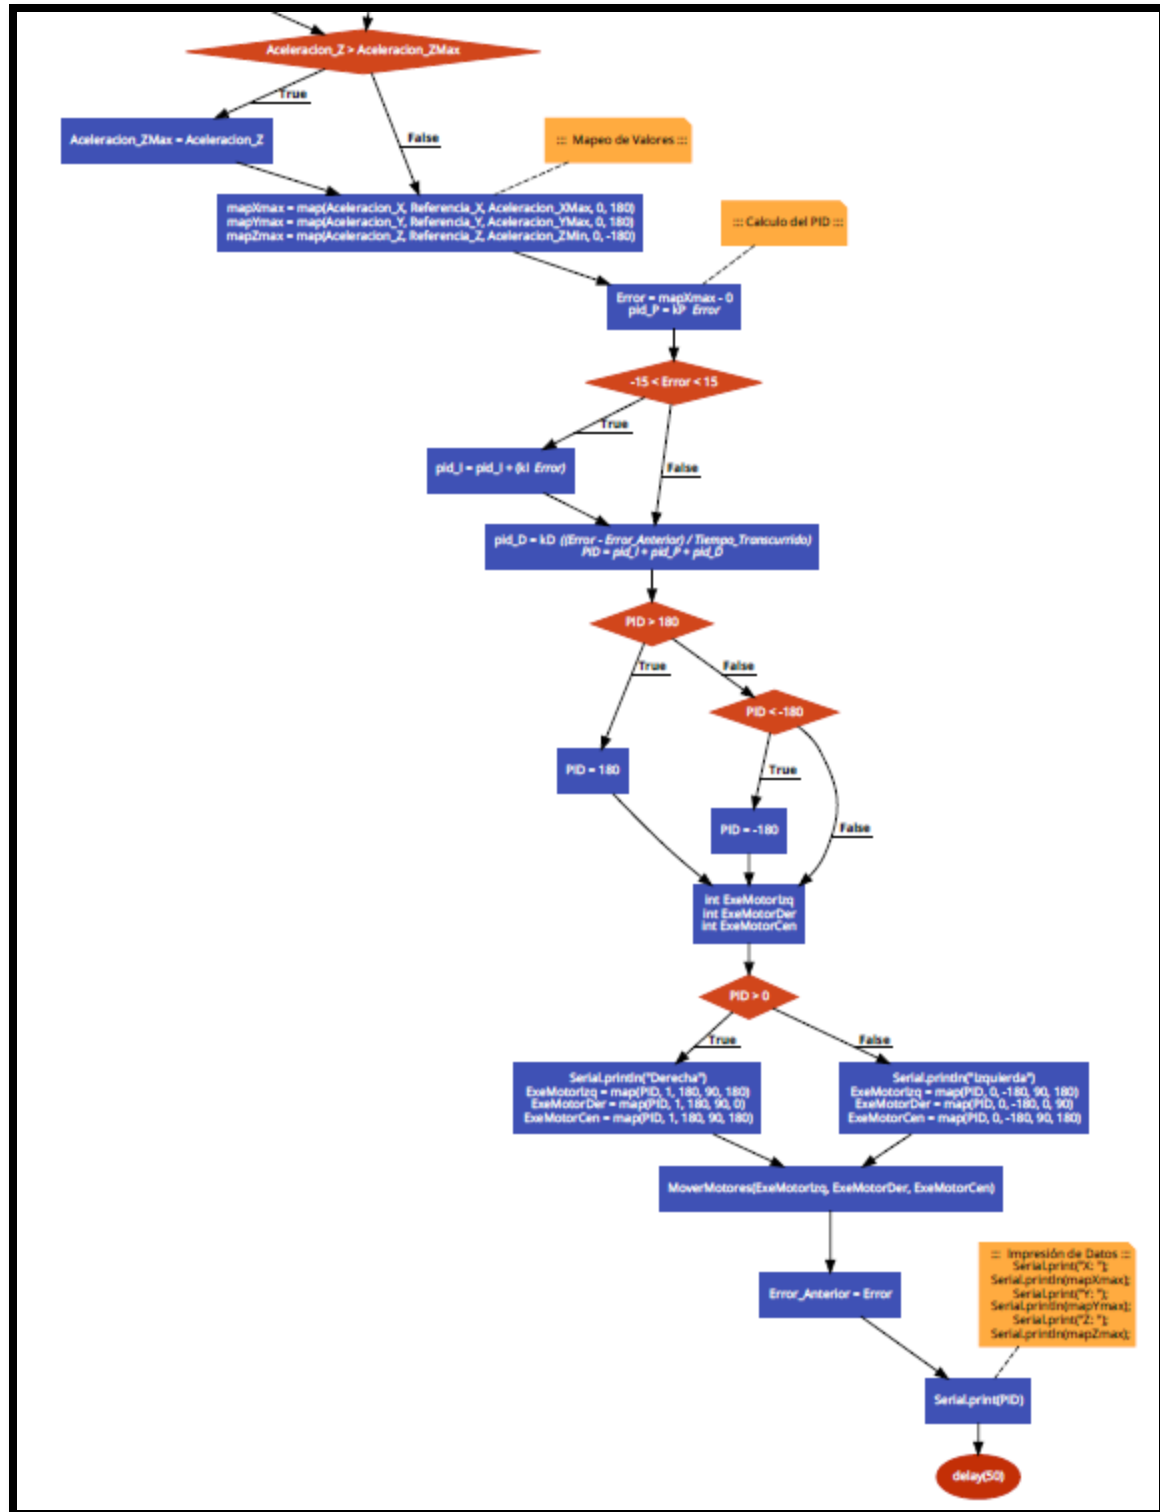 Aceleracion_Z > Aceleracion_ZMax
True
Aceleracion_ZMax = Aceleracion_Z
False
::: Mapeo de Valores :::
mapXmax = map(Aceleracion_X, Referencia_X, Aceleracion_XMax, 0, 180)
mapYmax = map(Aceleracion_Y, Referencia_Y, Aceleracion_YMax, 0, 180)
mapZmax = map(Aceleracion_Z, Referencia_Z, Aceleracion_ZMin, 0, -180)
::: Calculo del PID :::
Error = mapXmax - 0
pid_P = kP Error
-15 < Error < 15
True
pid_I = pid_I + (kI Error)
False
pid_D = kD ((Error - Error_Anterior) / Tiempo_Transcurrido)
PID = pid_I + pid_P + pid_D
PID > 180
True
False
PID < -180
PID = 180
True
PID = -180
False
int ExeMotorIzq
int ExeMotorDer
int ExeMotorCen
PID > 0
True
False
Serial.println("Derecha")
ExeMotorIzq = map(PID, 1, 180, 90, 180)
ExeMotorDer = map(PID, 1, 180, 90, 0)
ExeMotorCen = map(PID, 1, 180, 90, 180)
Serial.println("Izquierda")
ExeMotorIzq = map(PID, 0, -180, 90, 180)
ExeMotorDer = map(PID, 0, -180, 0, 90)
ExeMotorCen = map(PID, 0, -180, 90, 180)
MoverMotores(ExeMotorIzq, ExeMotorDer, ExeMotorCen)
Error_Anterior = Error
::: Impresión de Datos :::
Serial.print("X: ");
Serial.println(mapXmax);
Serial.print("Y: ");
Serial.println(mapYmax);
Serial.print("Z: ");
Serial.println(mapZmax);
Serial.print(PID)
delay(50)